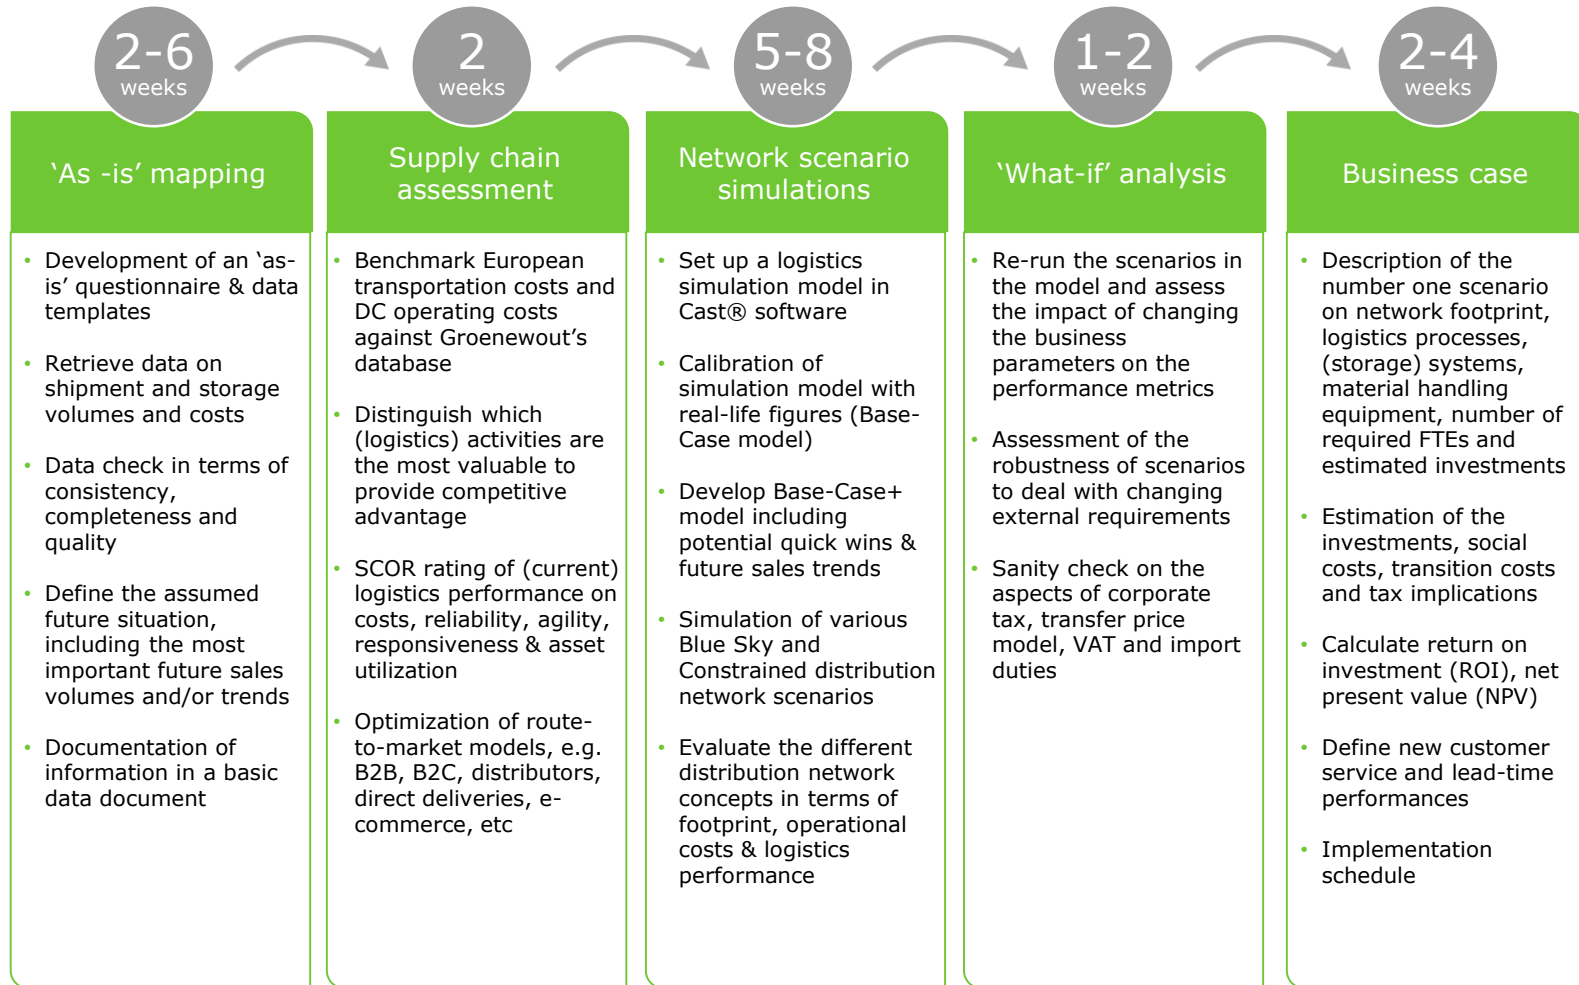 2-6
weeks
2
weeks
5-8
weeks
1-2
weeks
2-4
weeks
‘As -is’ mapping
• Development of an ‘as-
is’ questionnaire & data
templates
• Retrieve data on
shipment and storage
volumes and costs
• Data check in terms of
consistency,
completeness and
quality
• Define the assumed
future situation,
including the most
important future sales
volumes and/or trends
• Documentation of
information in a basic
data document
Supply chain
assessment
• Benchmark European
transportation costs and
DC operating costs
against Groenewout’s
database
• Distinguish which
(logistics) activities are
the most valuable to
provide competitive
advantage
• SCOR rating of (current)
logistics performance on
costs, reliability, agility,
responsiveness & asset
utilization
• Optimization of route-
to-market models, e.g.
B2B, B2C, distributors,
direct deliveries, e-
commerce, etc
Network scenario
simulations
• Set up a logistics
simulation model in
Cast® software
• Calibration of
simulation model with
real-life figures (Base-
Case model)
• Develop Base-Case+
model including
potential quick wins &
future sales trends
• Simulation of various
Blue Sky and
Constrained distribution
network scenarios
• Evaluate the different
distribution network
concepts in terms of
footprint, operational
costs & logistics
performance
‘What-if’ analysis
• Re-run the scenarios in
the model and assess
the impact of changing
the business
parameters on the
performance metrics
• Assessment of the
robustness of scenarios
to deal with changing
external requirements
• Sanity check on the
aspects of corporate
tax, transfer price
model, VAT and import
duties
Business case
• Description of the
number one scenario
on network footprint,
logistics processes,
(storage) systems,
material handling
equipment, number of
required FTEs and
estimated investments
• Estimation of the
investments, social
costs, transition costs
and tax implications
• Calculate return on
investment (ROI), net
present value (NPV)
• Define new customer
service and lead-time
performances
• Implementation
schedule